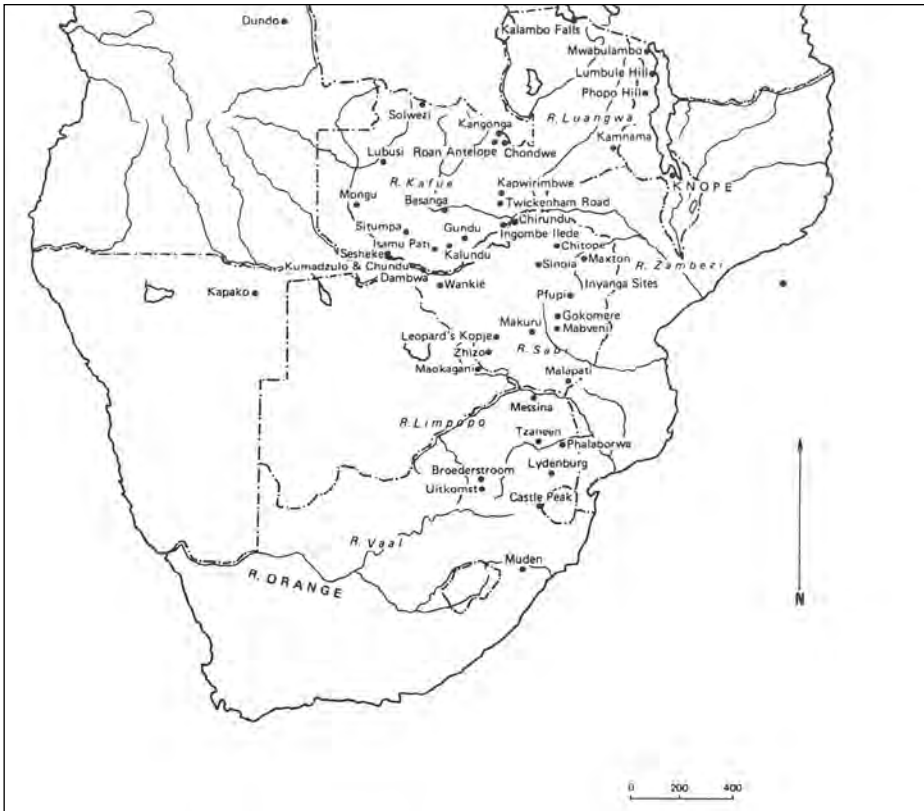 Dundo
Kalambo Falls
Mwabulambo
Lumbule Hill
Phopo Hill
Solwezi
R. Luangwa
Kangonga
Kamnama
Roan Antelope
Chondwe
Lubusi
R. Kafue
Kapwirimbwe
KNOPE
Mongu
Besanga
Twickenham Road
Chirundu
Situmpa
Gundu
Ingombe Ilede
Isamu Pati
Kalundu
Chitope
Sesheke
Maxton
Kumadzulo & Chundu
Sinoia
R. Zambezi
Dambwa
Wankie
Inyanga Sites
Kapako
Pfupi
Gokomere
Makuru
Mabveni
Leopard's Kopje
Zhizo
R. Sabi
Maokagani
Malapati
Messina
R. Limpopo
Tzaneen
Phalaborwa
Broederstroom
Lydenburg
Uitkomst
Castle Peak
R. Vaal
Muden
R. ORANGE
N
0 200 400